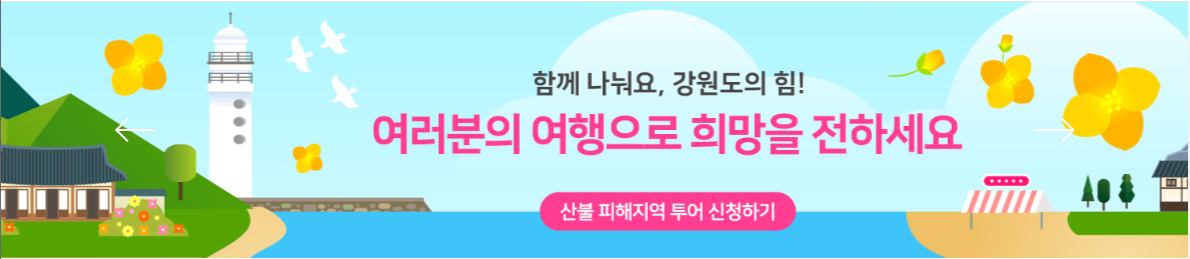 함께 나눠요, 강원도의 힘!
여러분의 여행으로 희망을 전하세요
산불 피해지역 투어 신청하기